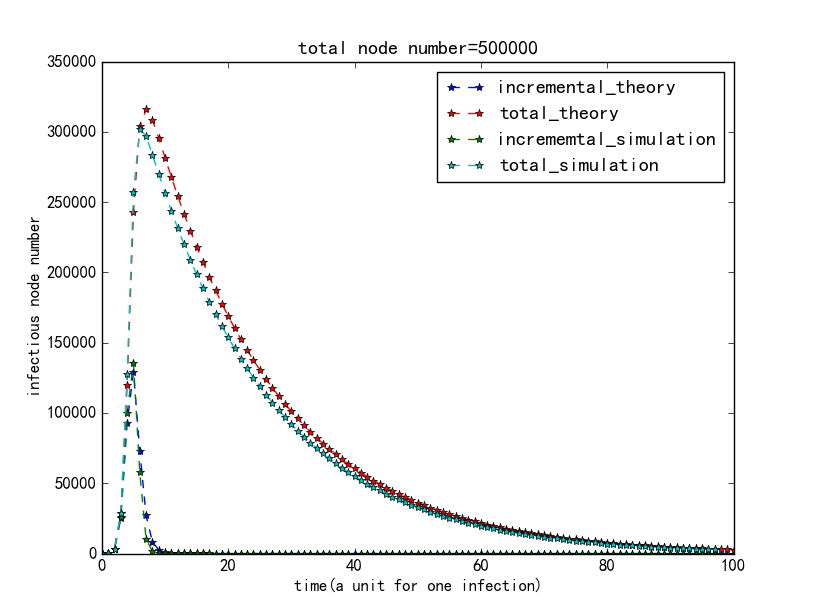 total node number=500000
350000
300000
250000
200000
150000
100000
50000
0
infectious node number
incremental_theory
total_theory
incrememtal_simulation
total_simulation
0 20 40 60 80 100
time(a unit for one infection)